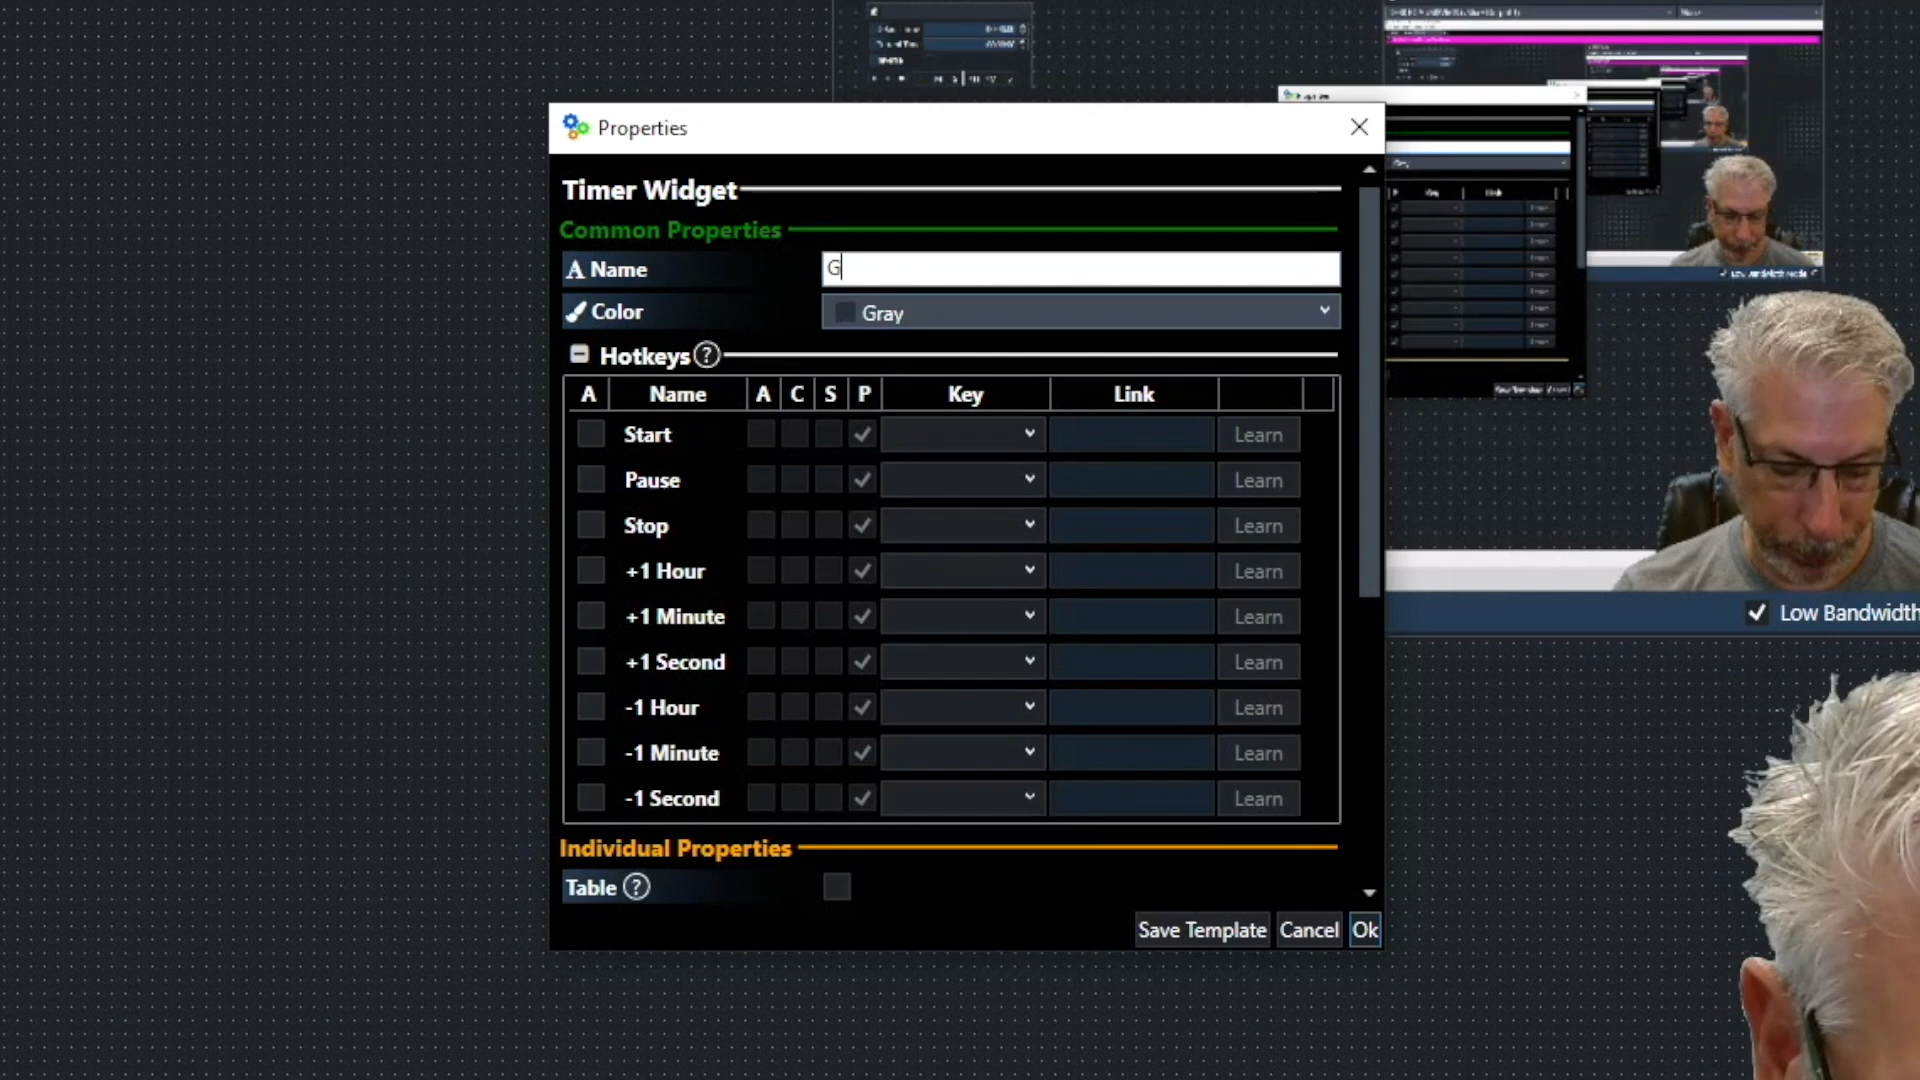 Properties
Timer Widget
Common Properties
A Name G
Color Gray
Hotkeys ?
A Name A C S P Key Link
Start Learn
Pause Learn
Stop Learn
+1 Hour Learn
+1 Minute Learn
+1 Second Learn
-1 Hour Learn
-1 Minute Learn
-1 Second Learn
Individual Properties
Table ?
Save Template Cancel Ok
Low Bandwidth